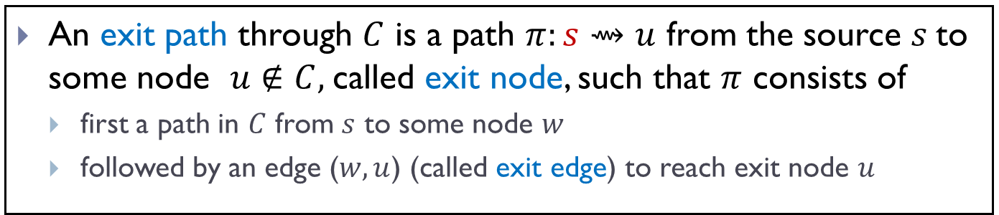 An exit path through C is a path π: s ⇝ u from the source s to
some node u ∉ C, called exit node, such that π consists of
first a path in C from s to some node w
followed by an edge (w, u) (called exit edge) to reach exit node u